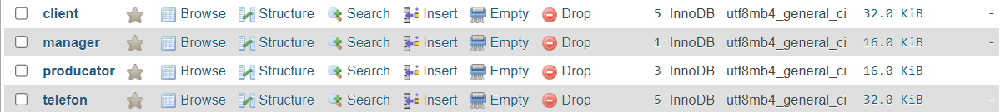 client Browse Structure Search Insert Empty Drop 5 InnoDB utf8mb4_general_ci 32.0 KiB -
manager Browse Structure Search Insert Empty Drop 1 InnoDB utf8mb4_general_ci 16.0 KiB -
producator Browse Structure Search Insert Empty Drop 3 InnoDB utf8mb4_general_ci 16.0 KiB -
telefon Browse Structure Search Insert Empty Drop 5 InnoDB utf8mb4_general_ci 32.0 KiB -